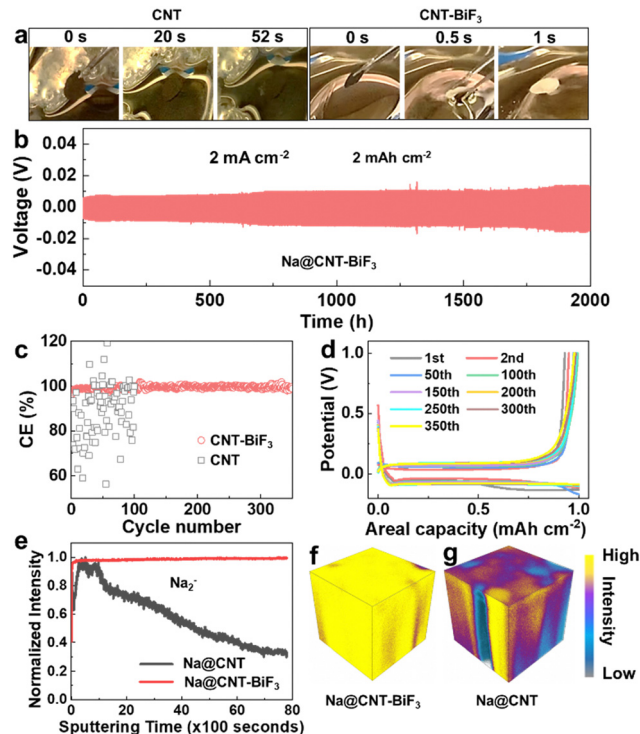 CNT
CNT-BiF₃
a
0 s
20 s
52 s
0 s
0.5 s
1 s
b
0.04
0.02
0.00
-0.02
-0.04
Voltage (V)
2 mA cm⁻²
2 mAh cm⁻²
Na@CNT-BiF₃
0
500
1000
1500
2000
Time (h)
c
120
100
80
60
CE (%)
CNT-BiF₃
CNT
0
100
200
300
Cycle number
d
1.0
0.5
0.0
Potential (V)
1st
2nd
50th
100th
150th
200th
250th
300th
350th
0.0
0.5
1.0
Areal capacity (mAh cm⁻²)
e
1.0
0.8
0.6
0.4
0.2
0.0
Normalized Intensity
Na₂⁻
Na@CNT
Na@CNT-BiF₃
0
20
40
60
80
Sputtering Time (x100 seconds)
f
Na@CNT-BiF₃
g
Na@CNT
High
Intensity
Low